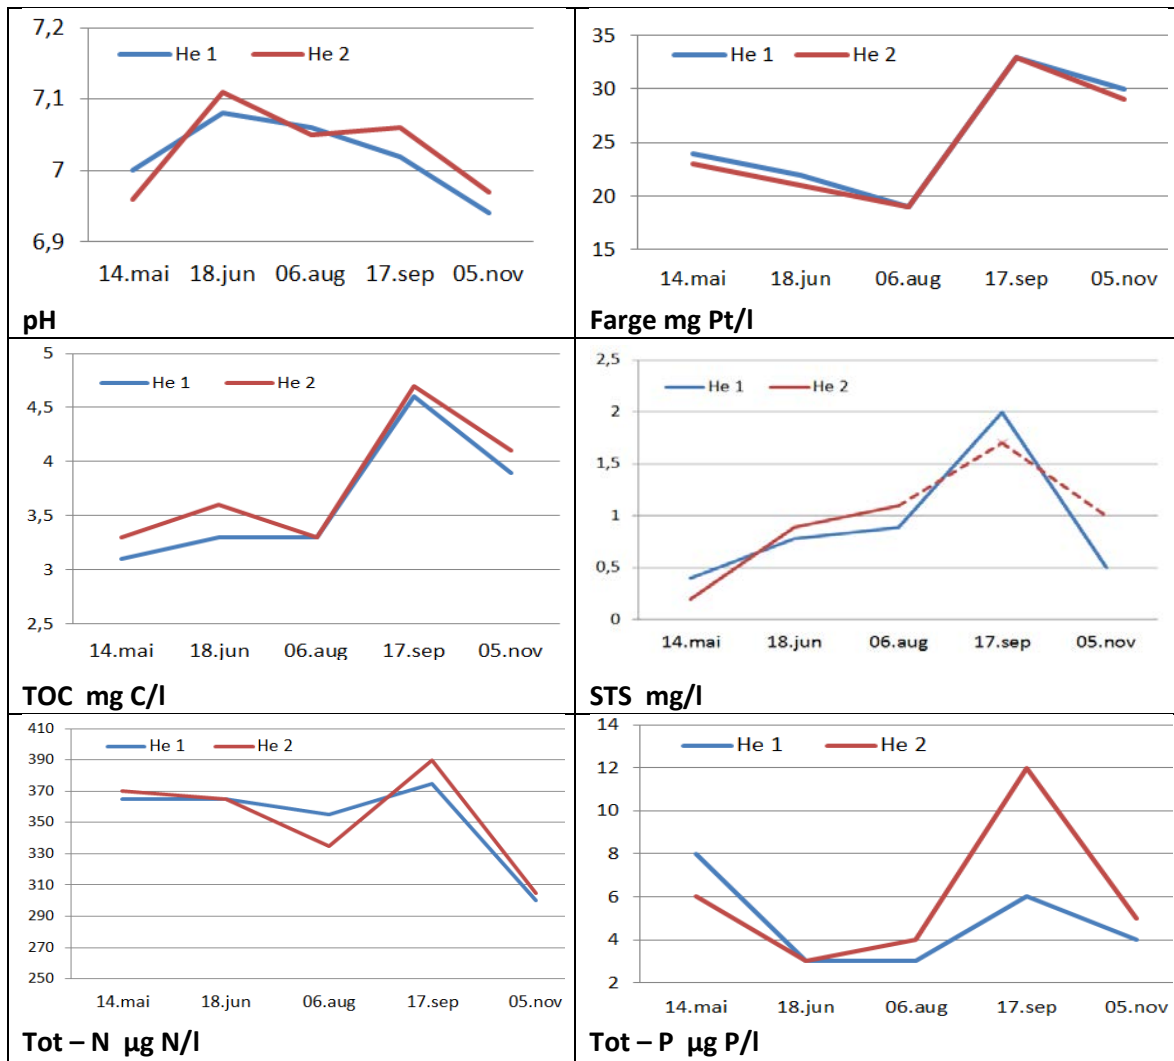 7,2
He 1 He 2
7,1
7
6,9
14.mai 18.jun 06.aug 17.sep 05.nov
pH
35
He 1 He 2
30
25
20
15
14.mai 18.jun 06.aug 17.sep 05.nov
Farge mg Pt/l
5
He 1 He 2
4,5
4
3,5
3
2,5
14.mai 18.jun 06.aug 17.sep 05.nov
TOC mg C/l
2,5
He 1 He 2
2
1,5
1
0,5
0
14.mai 18.jun 06.aug 17.sep 05.nov
STS mg/l
410
He 1 He 2
390
370
350
330
310
290
270
250
14.mai 18.jun 06.aug 17.sep 05.nov
Tot – N µg N/l
14
He 1 He 2
12
10
8
6
4
2
14.mai 18.jun 06.aug 17.sep 05.nov
Tot – P µg P/l